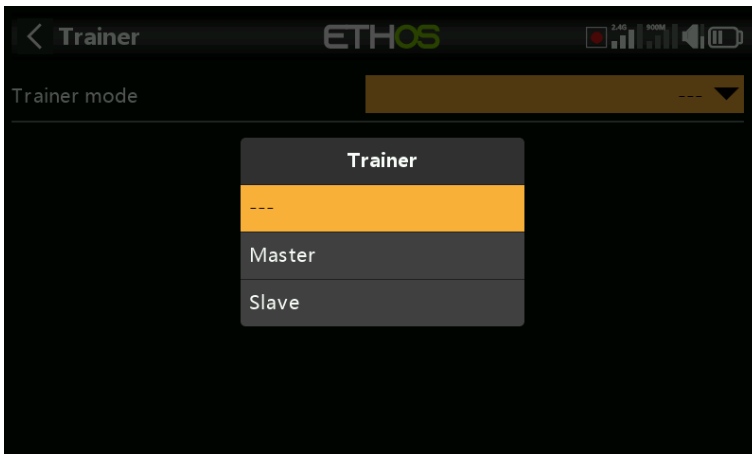 Trainer
ETHOS
2.4G 900M
Trainer mode
---
Trainer
---
Master
Slave